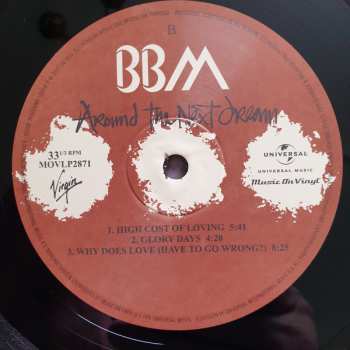 B
BBM
Around the Next Dream
33 1/3 RPM
MOVLP2871
Virgin
UNIVERSAL
UNIVERSAL MUSIC
Music On Vinyl
1. HIGH COST OF LOVING 5:41
2. GLORY DAYS 4:20
3. WHY DOES LOVE (HAVE TO GO WRONG?) 8:25